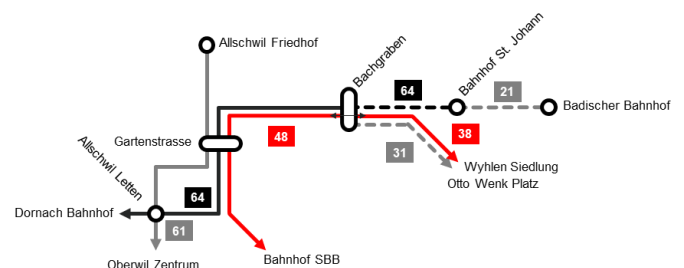 Allschwil Friedhof
Bachgraben
Bahnhof St. Johann
64
21
Badischer Bahnhof
Gartenstrasse
48
38
31
Wyhlen Siedlung
Otto Wenk Platz
Allschwil Letten
64
Dornach Bahnhof
61
Oberwil Zentrum
Bahnhof SBB